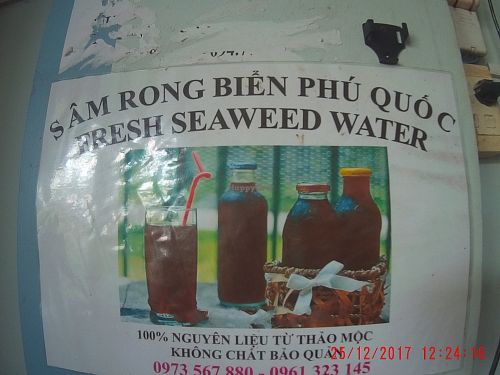 SÂM RONG BIỂN PHÚ QUỐC
FRESH SEAWEED WATER
100% NGUYÊN LIỆU TỪ THẢO MỘC
KHÔNG CHẤT BẢO QUẢN
0973 567 880 - 0961 323 145
25/12/2017 12:24:16